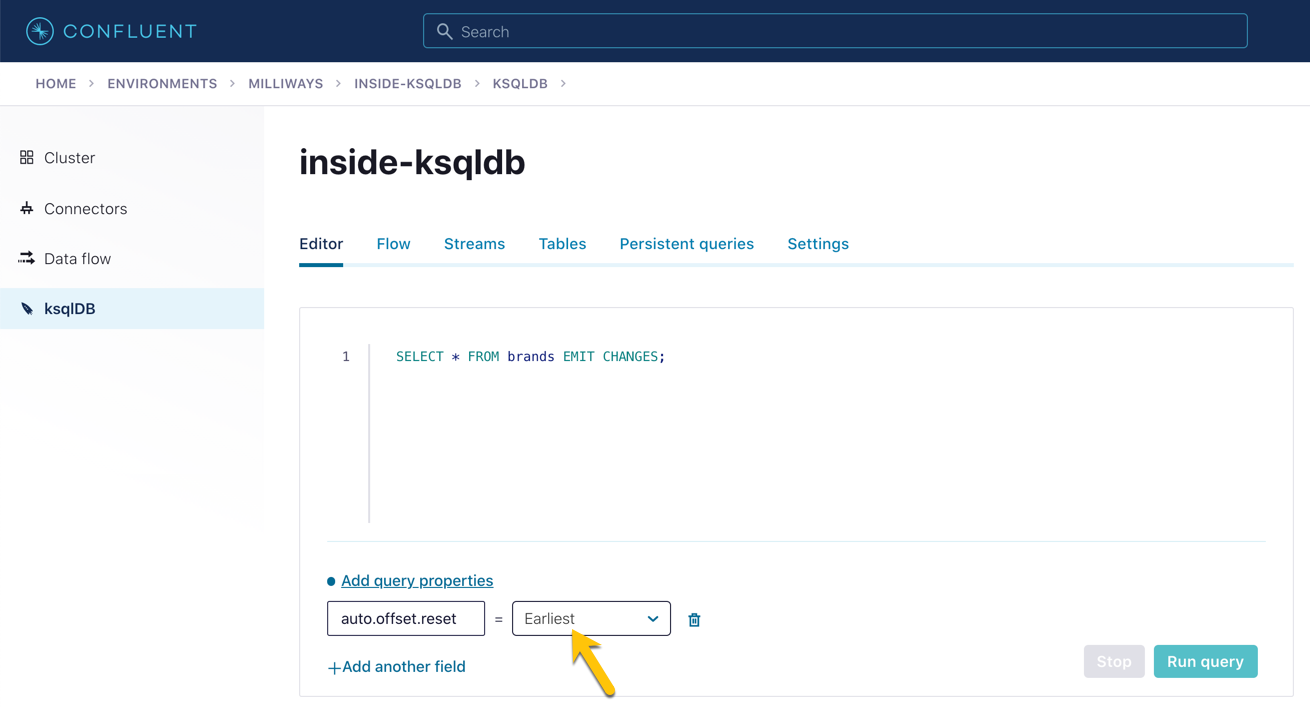 CONFLUENT
Search
HOME > ENVIRONMENTS > MILLIWAYS > INSIDE-KSQLDB > KSQLDB >
Cluster
Connectors
Data flow
ksqlDB
inside-ksqldb
Editor Flow Streams Tables Persistent queries Settings
1 SELECT * FROM brands EMIT CHANGES;
Add query properties
auto.offset.reset = Earliest
+Add another field
Stop Run query